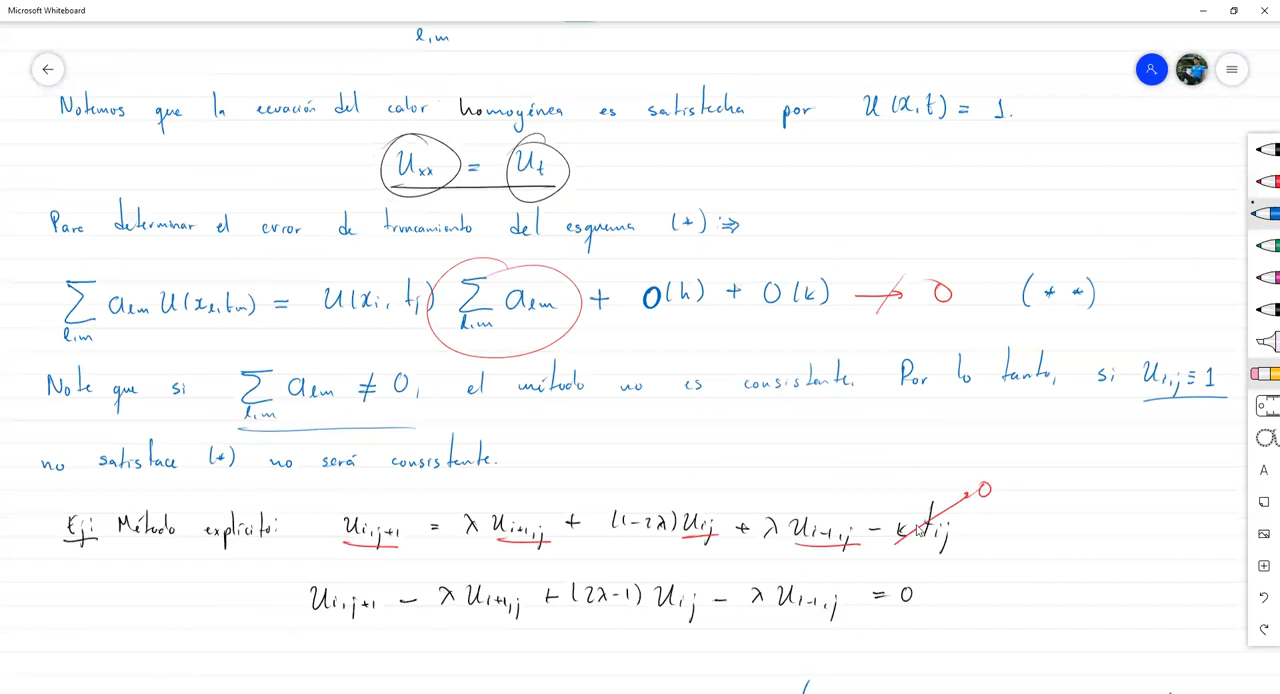 Microsoft Whiteboard
l,m
Notemos que la ecuación del calor homogénea es satisfecha por U(x,t) = 1.
Uxx = Ut
Para determinar el error de truncamiento del esquema (*) :⇒
∑ alm U(xl,tm) = U(xi, tj) ∑ alm + O(h) + O(k) → 0 (**)
l,m l,m
Note que si ∑ alm ≠ 0, el método no es consistente. Por lo tanto, si Ui,j ≡ 1
l,m
no satisface (*) no será consistente.
Ej: Método explícito: Ui,j+1 = λ Ui+1,j + (1-2λ) Uij + λ Ui-1,j - k fij 0
Ui,j+1 - λ Ui+1,j + (2λ-1) Uij - λ Ui-1,j = 0